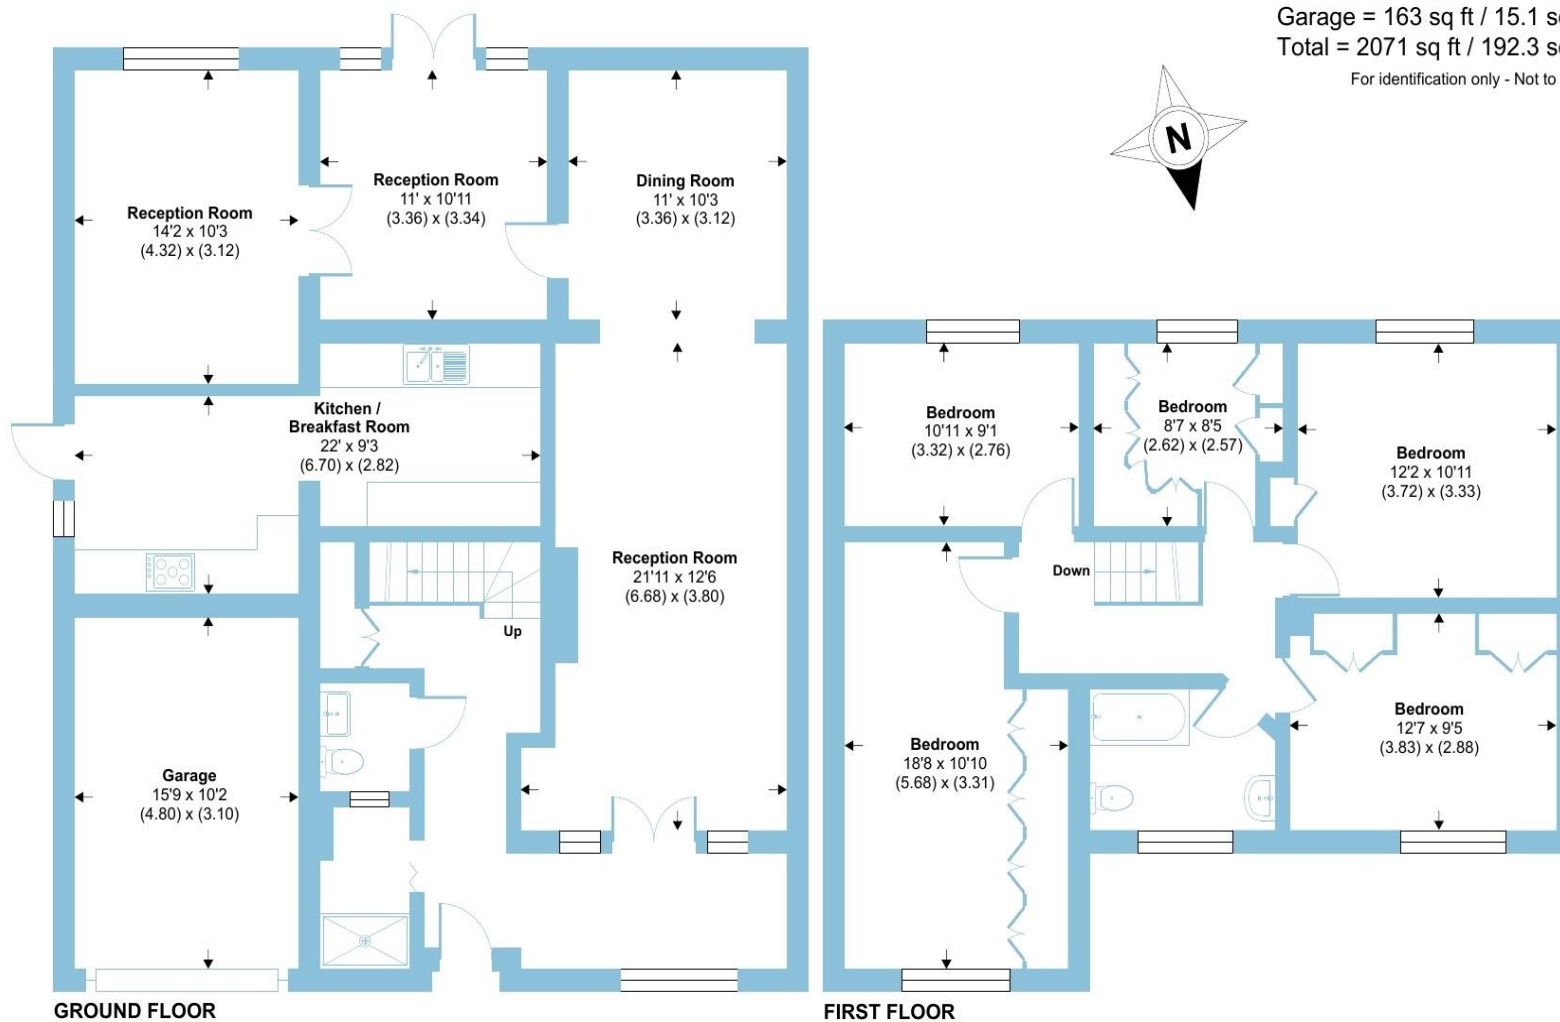 Garage = 163 sq ft / 15.1
Total = 2071 sq ft / 192.3
For identification only - Not to
N
Reception Room
14'2 x 10'3
(4.32) x (3.12)
Reception Room
11' x 10'11
(3.36) x (3.34)
Dining Room
11' x 10'3
(3.36) x (3.12)
Kitchen /
Breakfast Room
22' x 9'3
(6.70) x (2.82)
Reception Room
21'11 x 12'6
(6.68) x (3.80)
Up
Garage
15'9 x 10'2
(4.80) x (3.10)
GROUND FLOOR
Bedroom
10'11 x 9'1
(3.32) x (2.76)
Bedroom
8'7 x 8'5
(2.62) x (2.57)
Bedroom
12'2 x 10'11
(3.72) x (3.33)
Down
Bedroom
18'8 x 10'10
(5.68) x (3.31)
Bedroom
12'7 x 9'5
(3.83) x (2.88)
FIRST FLOOR